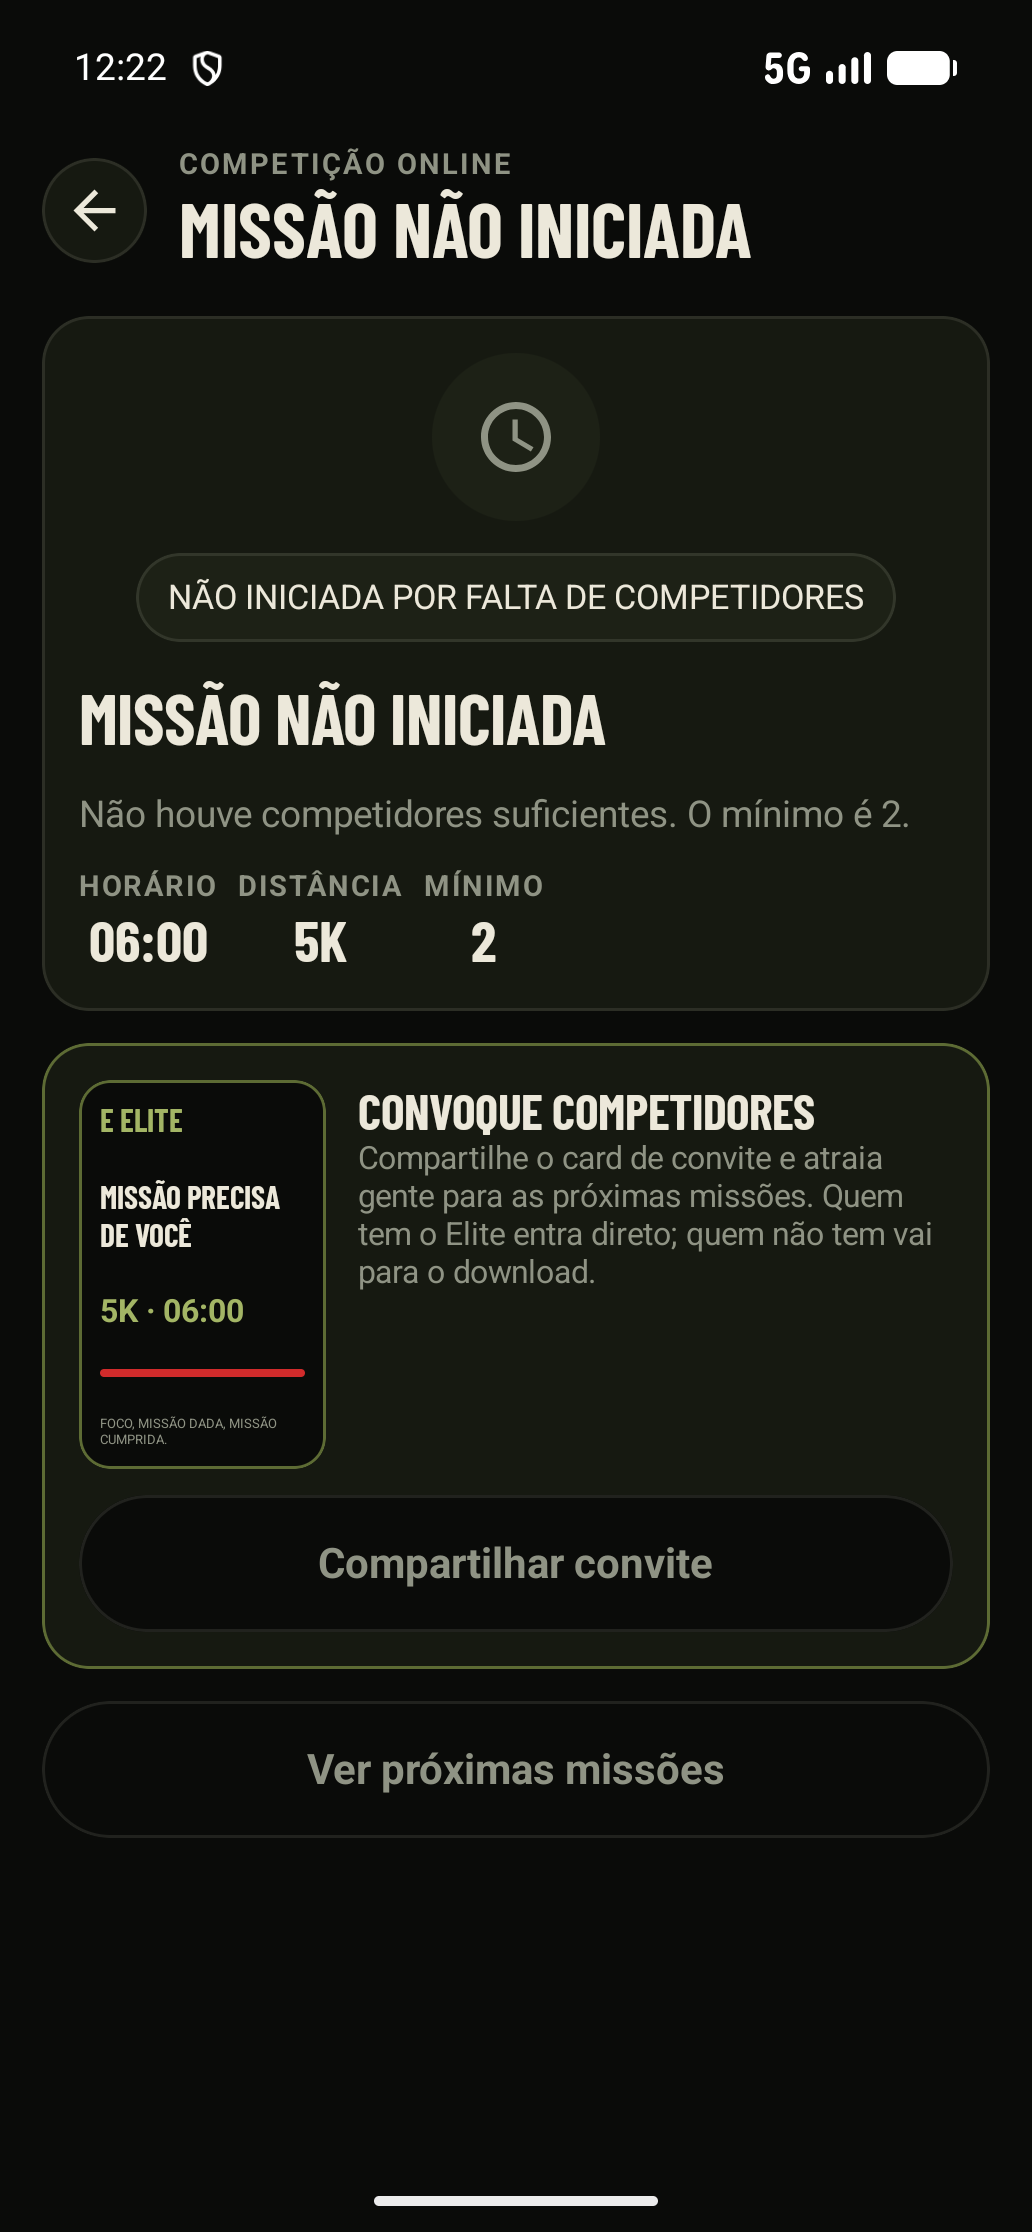 12:22
5G
COMPETIÇÃO ONLINE
MISSÃO NÃO INICIADA
NÃO INICIADA POR FALTA DE COMPETIDORES
MISSÃO NÃO INICIADA
Não houve competidores suficientes. O mínimo é 2.
HORÁRIO DISTÂNCIA MÍNIMO
06:00 5K 2
E ELITE
MISSÃO PRECISA
DE VOCÊ
5K · 06:00
FOCO, MISSÃO DADA, MISSÃO
CUMPRIDA.
CONVOQUE COMPETIDORES
Compartilhe o card de convite e atraia
gente para as próximas missões. Quem
tem o Elite entra direto; quem não tem vai
para o download.
Compartilhar convite
Ver próximas missões